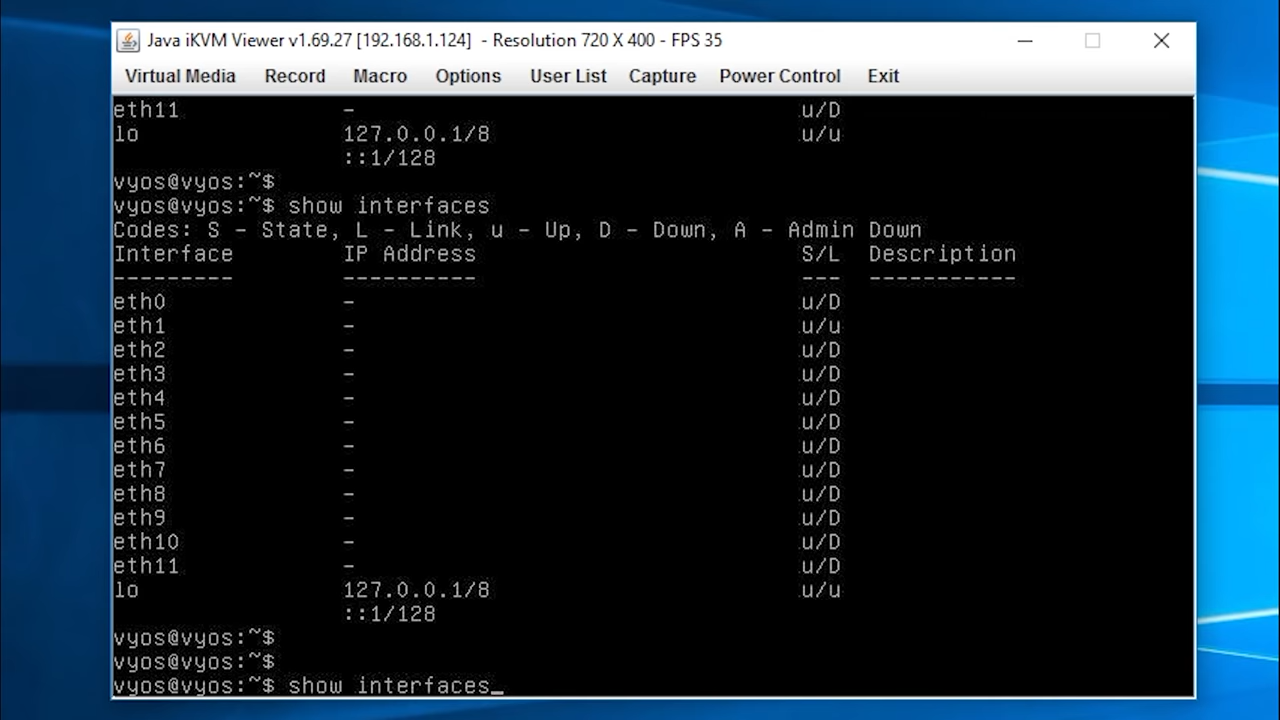 Java iKVM Viewer v1.69.27 [192.168.1.124] - Resolution 720 X 400 - FPS 35
Virtual Media Record Macro Options User List Capture Power Control Exit
eth11 - u/D
lo 127.0.0.1/8 u/u
::1/128
vyos@vyos:~$
vyos@vyos:~$ show interfaces
Codes: S - State, L - Link, u - Up, D - Down, A - Admin Down
Interface IP Address S/L Description
--------- ---------- --- -----------
eth0 - u/D
eth1 - u/u
eth2 - u/D
eth3 - u/D
eth4 - u/D
eth5 - u/D
eth6 - u/D
eth7 - u/D
eth8 - u/D
eth9 - u/D
eth10 - u/D
eth11 - u/D
lo 127.0.0.1/8 u/u
::1/128
vyos@vyos:~$
vyos@vyos:~$
vyos@vyos:~$ show interfaces_